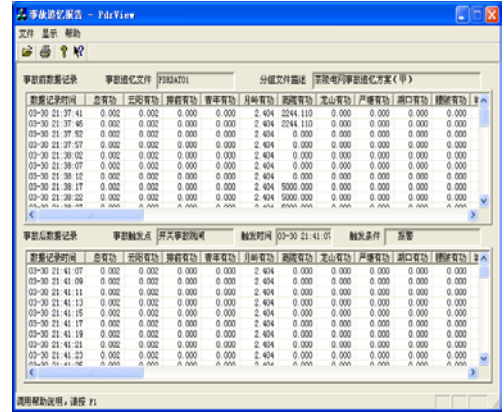 事故追忆报告 - PdrView
文件 显示 帮助
事故前数据记录 事故追忆文件 PDRDAT01 分组文件描述 京陵电网事故追忆方案(甲)
数据记录时间 总有功 云阳有功 有功 青年有功 月岭有功 有功 龙山有功 严塘有功 湖口有功 腰陂有功
03-30 21:37:41 0.002 0.002 0.000 0.000 2.404 2244.110 0.000 0.000 0.000 0.000
03-30 21:37:46 0.002 0.002 0.000 0.000 2.404 2244.110 0.000 0.000 0.000 0.000
03-30 21:37:52 0.002 0.002 0.000 0.000 2.404 0.000 0.000 0.000 0.000 0.000
03-30 21:37:57 0.002 0.002 0.000 0.000 2.404 0.000 0.000 0.000 0.000 0.000
03-30 21:38:02 0.002 0.002 0.000 0.000 2.404 0.000 0.000 0.000 0.000 0.000
03-30 21:38:07 0.002 0.002 0.000 0.000 2.404 0.000 0.000 0.000 0.000 0.000
03-30 21:38:12 0.002 0.002 0.000 0.000 2.404 0.000 0.000 0.000 0.000 0.000
03-30 21:38:17 0.002 0.002 0.000 0.000 2.404 5000.000 0.000 0.000 0.000 0.000
03-30 21:38:22 0.002 0.002 0.000 0.000 2.404 5000.000 0.000 0.000 0.000 0.000
事故后数据记录 事故触发点 开关事故跳闸 触发时间 03-30 21:41:07 触发条件 报警
数据记录时间 总有功 云阳有功 有功 青年有功 月岭有功 有功 龙山有功 严塘有功 湖口有功 腰陂有功
03-30 21:41:07 0.002 0.002 0.000 0.000 2.404 0.000 0.000 0.000 0.000 0.000
03-30 21:41:09 0.002 0.002 0.000 0.000 2.404 0.000 0.000 0.000 0.000 0.000
03-30 21:41:11 0.002 0.002 0.000 0.000 2.404 0.000 0.000 0.000 0.000 0.000
03-30 21:41:13 0.002 0.002 0.000 0.000 2.404 0.000 0.000 0.000 0.000 0.000
03-30 21:41:15 0.002 0.002 0.000 0.000 2.404 0.000 0.000 0.000 0.000 0.000
03-30 21:41:17 0.002 0.002 0.000 0.000 2.404 0.000 0.000 0.000 0.000 0.000
03-30 21:41:19 0.002 0.002 0.000 0.000 2.404 0.000 0.000 0.000 0.000 0.000
03-30 21:41:21 0.002 0.002 0.000 0.000 2.404 0.000 0.000 0.000 0.000 0.000
03-30 21:41:23 0.002 0.002 0.000 0.000 2.404 0.000 0.000 0.000 0.000 0.000
调用帮助说明,请按 F1